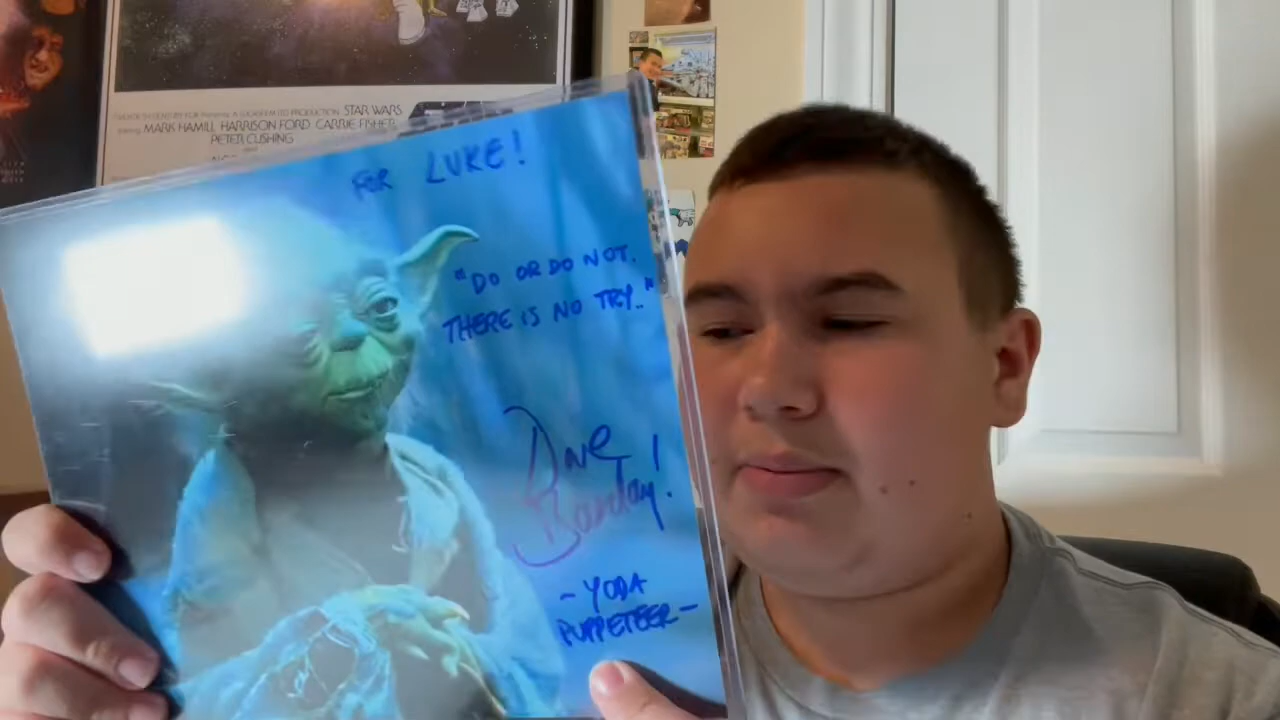 STAR WARS
MARK HAMILL HARRISON FORD CARRIE FISHER
PETER CUSHING
FOR LUKE!
"DO OR DO NOT.
THERE IS NO TRY.."
Dave
Barclay!
- YODA
PUPPETEER -